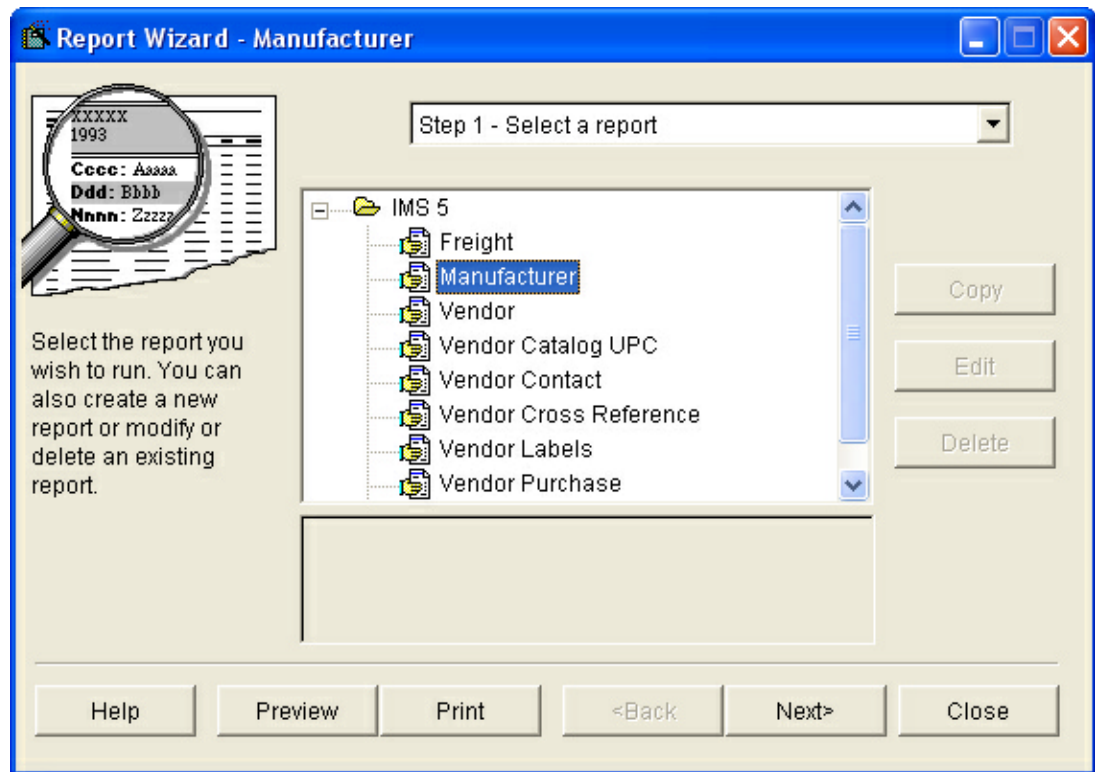 Report Wizard - Manufacturer
XXXXX
1993
Cccc: Aaaaa
Ddd: Bbbb
Nnnn: Zzzzz
Step 1 - Select a report
Select the report you
wish to run. You can
also create a new
report or modify or
delete an existing
report.
IMS 5
Freight
Manufacturer
Vendor
Vendor Catalog UPC
Vendor Contact
Vendor Cross Reference
Vendor Labels
Vendor Purchase
Copy
Edit
Delete
Help
Preview
Print
<Back
Next>
Close